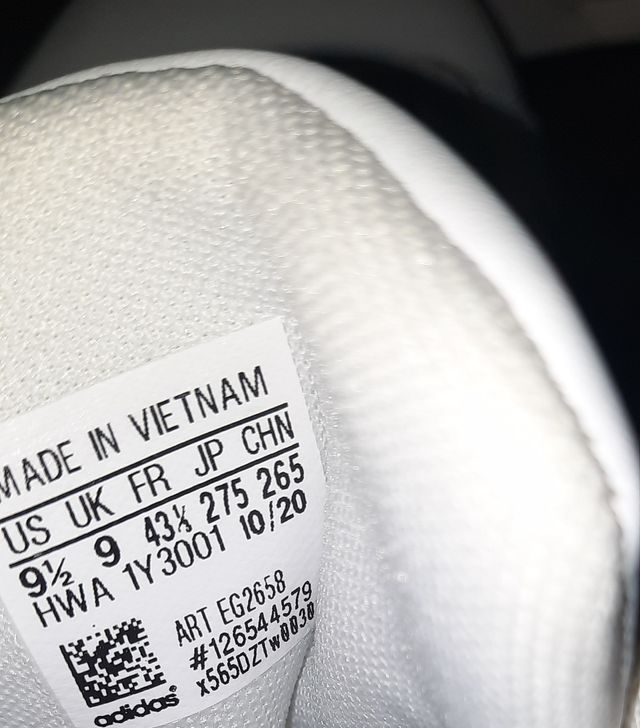 MADE IN VIETNAM
US UK FR JP CHN
9½ 9 43⅓ 275 265
HWA 1Y3001 10/20
ART EG2658
#126544579
x565DZTw0030
adidas